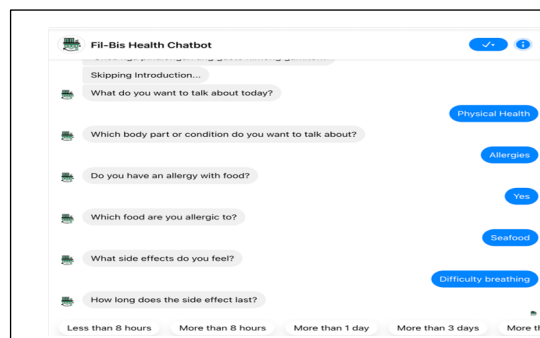 Fil-Bis Health Chatbot
Skipping Introduction...
What do you want to talk about today?
Physical Health
Which body part or condition do you want to talk about?
Allergies
Do you have an allergy with food?
Yes
Which food are you allergic to?
Seafood
What side effects do you feel?
Difficulty breathing
How long does the side effect last?
Less than 8 hours More than 8 hours More than 1 day More than 3 days More